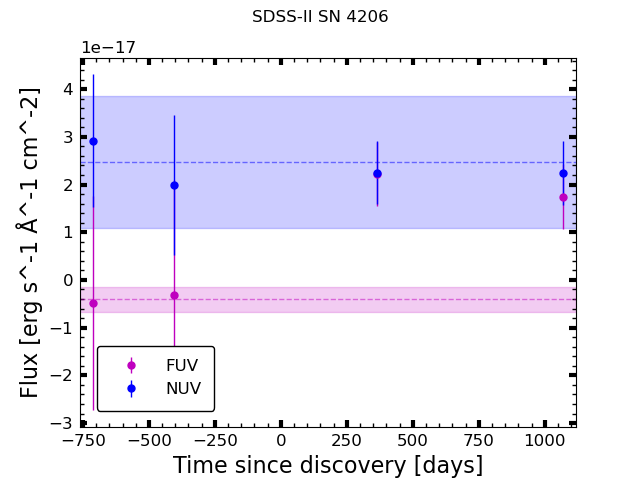 SDSS-II SN 4206
1e−17
4
3
2
1
0
−1
−2
−3
Flux [erg s^-1 Å^-1 cm^-2]
FUV
NUV
−750 −500 −250 0 250 500 750 1000
Time since discovery [days]